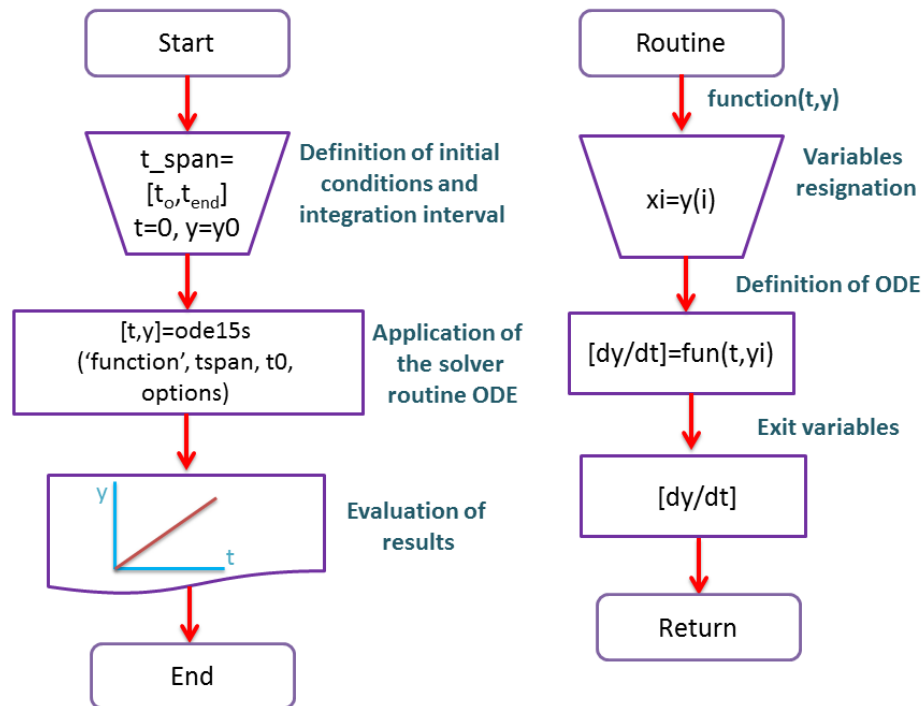 Start
t_span=
[to,tend]
t=0, y=y0
Definition of initial
conditions and
integration interval
[t,y]=ode15s
(‘function’, tspan, t0,
options)
Application of
the solver
routine ODE
y
t
Evaluation of
results
End
Routine
function(t,y)
xi=y(i)
Variables
resignation
Definition of ODE
[dy/dt]=fun(t,yi)
Exit variables
[dy/dt]
Return